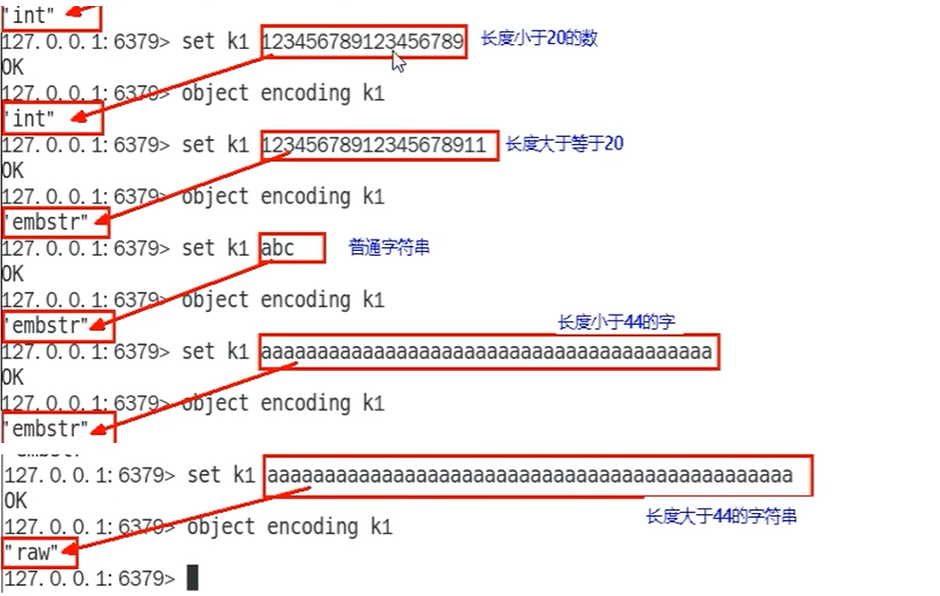 "int"
127.0.0.1:6379> set k1 123456789123456789 长度小于20的数
OK
127.0.0.1:6379> object encoding k1
"int"
127.0.0.1:6379> set k1 12345678912345678911 长度大于等于20
OK
127.0.0.1:6379> object encoding k1
"embstr"
127.0.0.1:6379> set k1 abc 普通字符串
OK
127.0.0.1:6379> object encoding k1
"embstr"
长度小于44的字
127.0.0.1:6379> set k1 aaaaaaaaaaaaaaaaaaaaaaaaaaaaaaaaaaaaaaaa
OK
127.0.0.1:6379> object encoding k1
"embstr"
127.0.0.1:6379> set k1 aaaaaaaaaaaaaaaaaaaaaaaaaaaaaaaaaaaaaaaaaaaaaa
OK
长度大于44的字符串
127.0.0.1:6379> object encoding k1
"raw"
127.0.0.1:6379>